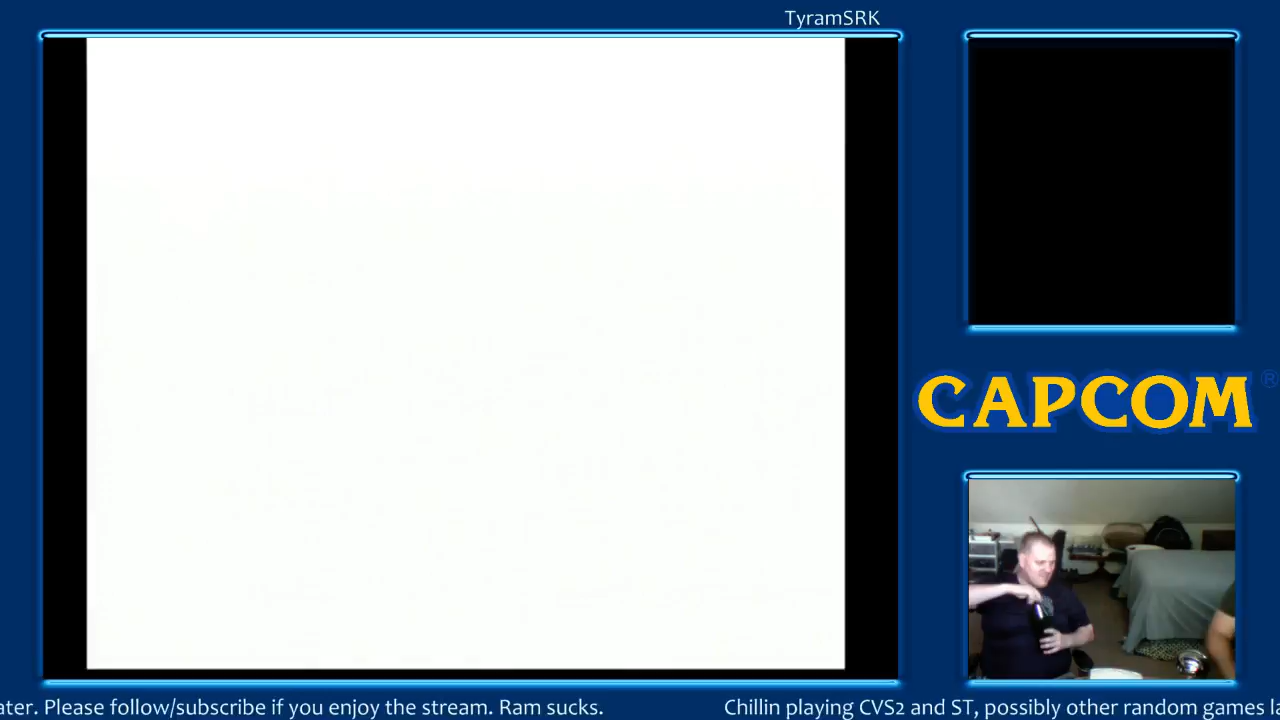 TyramSRK
CAPCOM ®
ater. Please follow/subscribe if you enjoy the stream. Ram sucks. Chillin playing CVS2 and ST, possibly other random games la